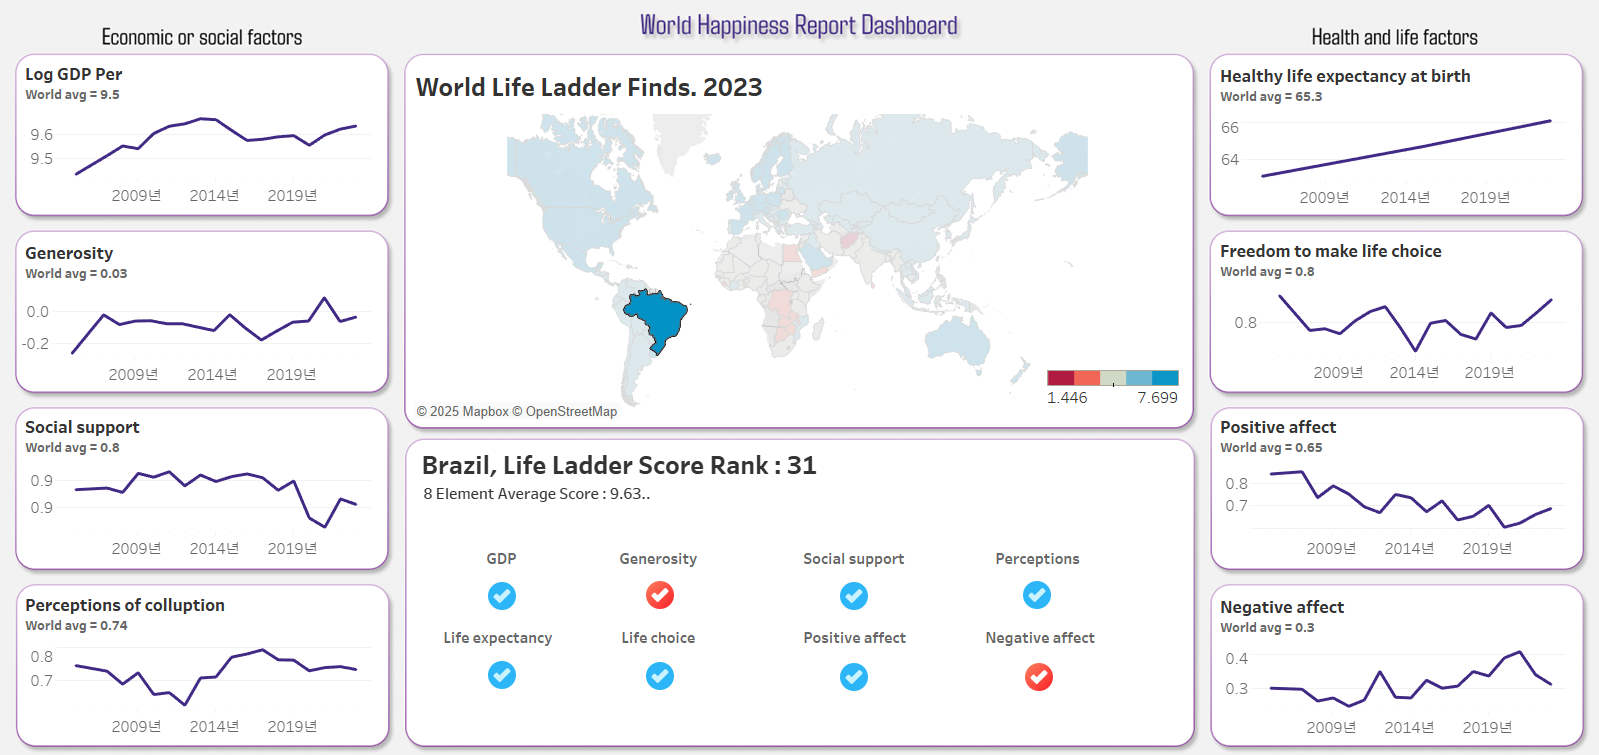 World Happiness Report Dashboard
Economic or social factors
Log GDP Per
World avg = 9.5
9.6
9.5
2009년
2014년
2019년
Generosity
World avg = 0.03
0.0
-0.2
2009년
2014년
2019년
Social support
World avg = 0.8
0.9
0.9
2009년
2014년
2019년
Perceptions of colluption
World avg = 0.74
0.8
0.7
2009년
2014년
2019년
World Life Ladder Finds. 2023
1.446
7.699
© 2025 Mapbox © OpenStreetMap
Brazil, Life Ladder Score Rank : 31
8 Element Average Score : 9.63..
GDP
Generosity
Social support
Perceptions
Life expectancy
Life choice
Positive affect
Negative affect
Health and life factors
Healthy life expectancy at birth
World avg = 65.3
66
64
2009년
2014년
2019년
Freedom to make life choice
World avg = 0.8
0.8
2009년
2014년
2019년
Positive affect
World avg = 0.65
0.8
0.7
2009년
2014년
2019년
Negative affect
World avg = 0.3
0.4
0.3
2009년
2014년
2019년